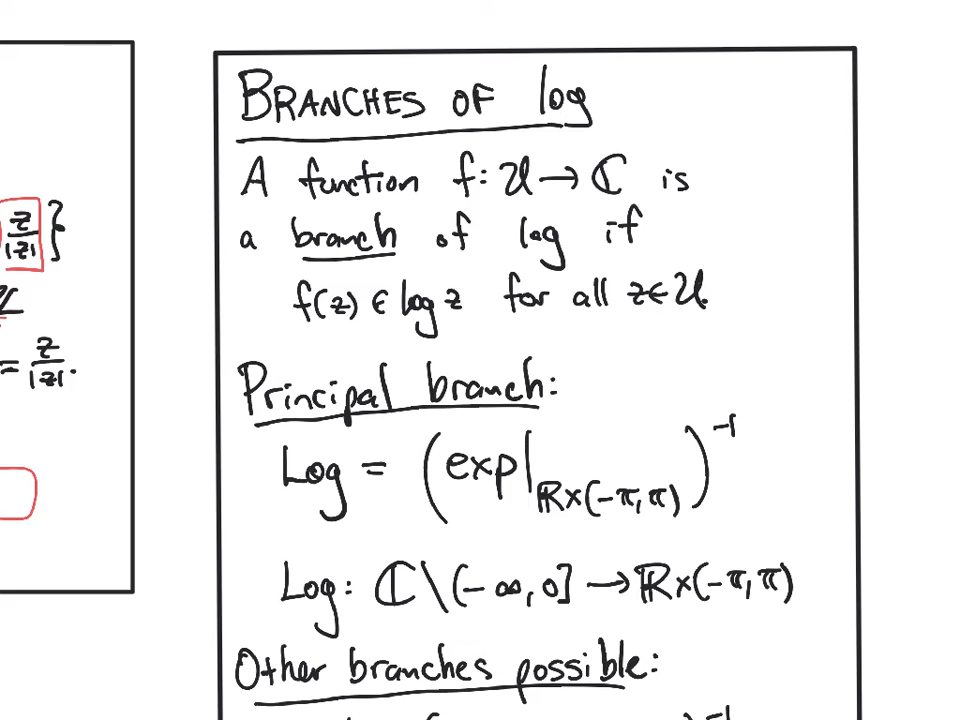 BRANCHES OF log
A function f: U → ℂ is
a branch of log if
f(z) ∈ log z for all z ∈ U
Principal branch:
Log = (exp|ℝ×(-π,π))⁻¹
Log: ℂ\(-∞,0] → ℝ×(-π,π)
Other branches possible:
z/|z| }
= z/|z|.